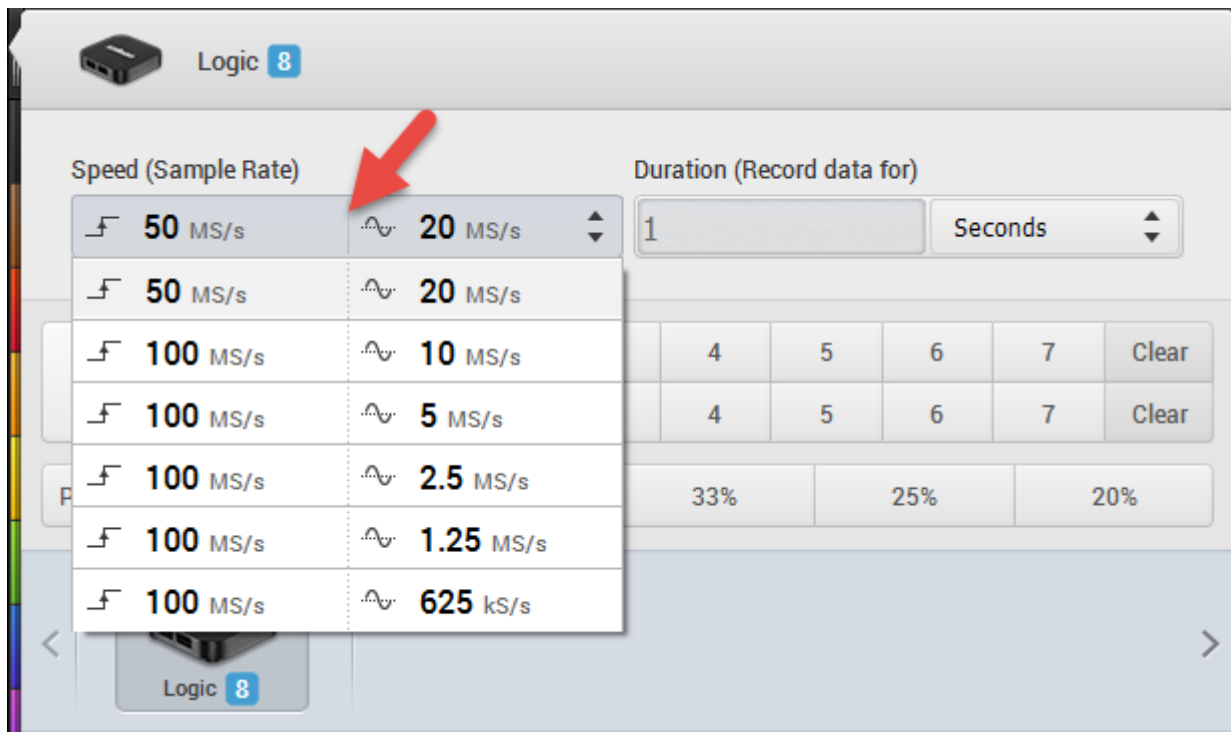 Logic 8
Speed (Sample Rate) Duration (Record data for)
50 MS/s 20 MS/s 1 Seconds
50 MS/s 20 MS/s
100 MS/s 10 MS/s 4 5 6 7 Clear
100 MS/s 5 MS/s 4 5 6 7 Clear
P 100 MS/s 2.5 MS/s 33% 25% 20%
100 MS/s 1.25 MS/s
100 MS/s 625 kS/s
Logic 8